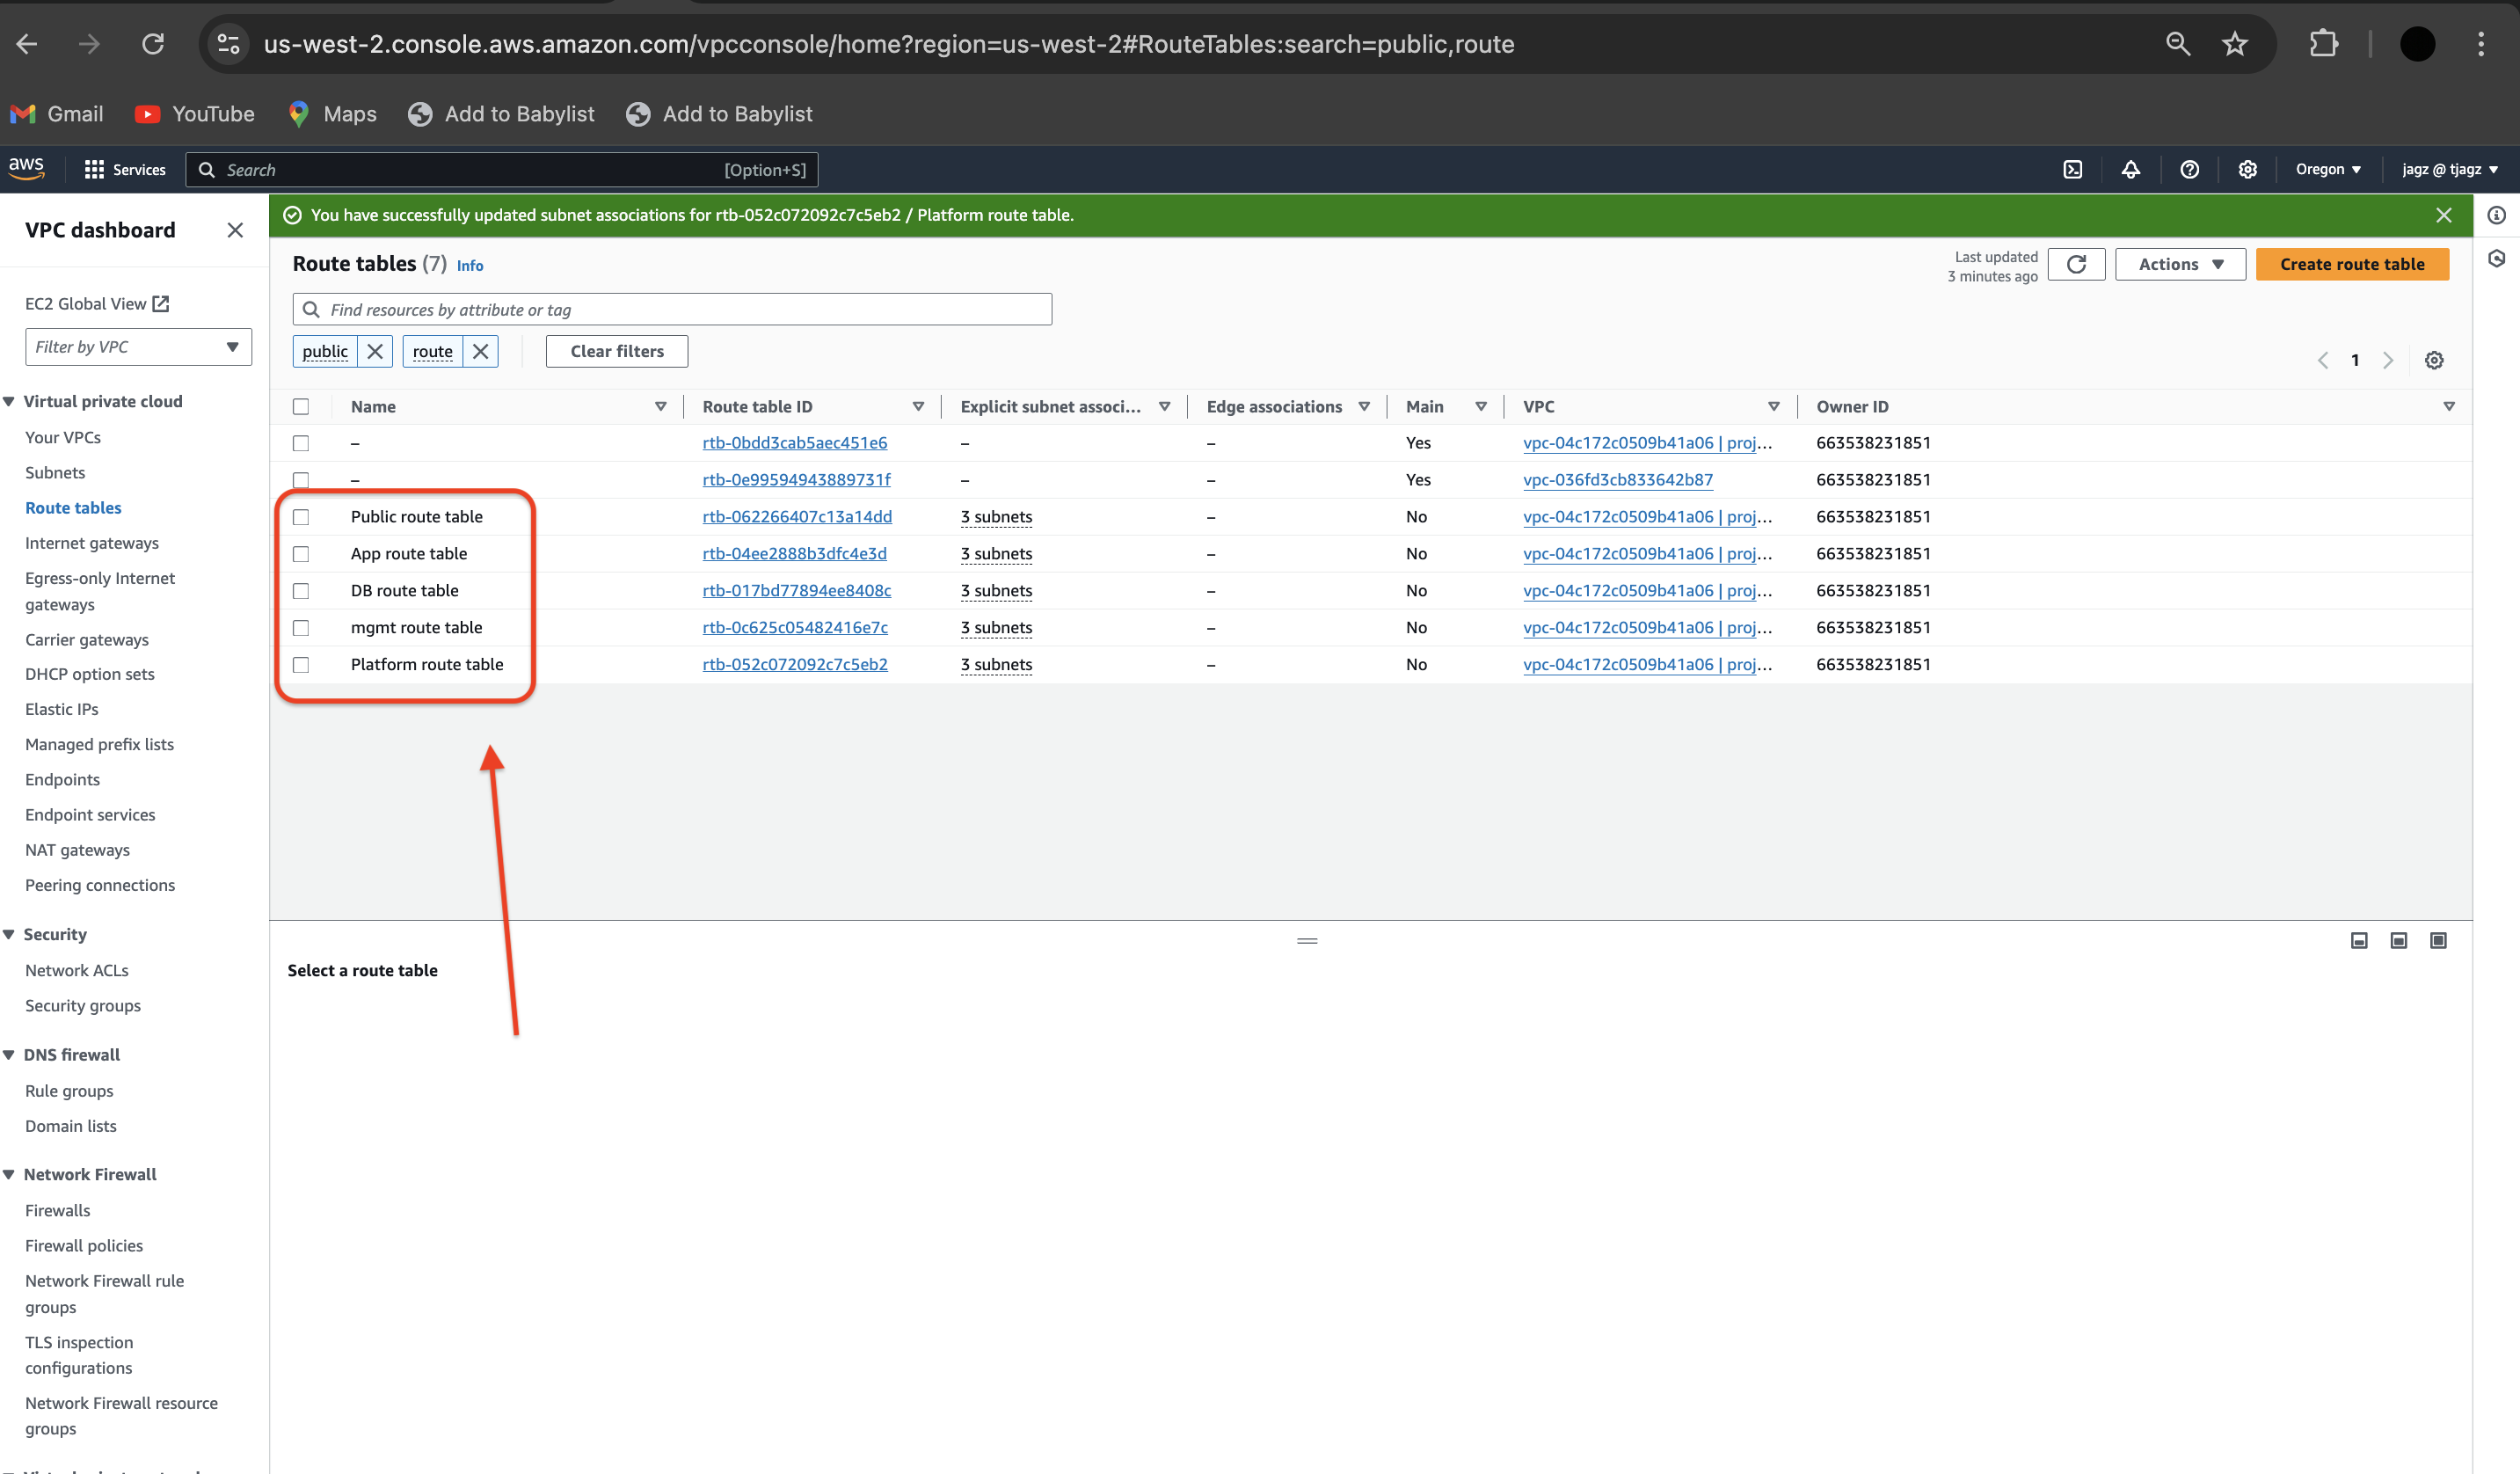 us-west-2.console.aws.amazon.com/vpcconsole/home?region=us-west-2#RouteTables:search=public,route
Gmail YouTube Maps Add to Babylist Add to Babylist
aws Services Search [Option+S] Oregon jagz @ tjagz
VPC dashboard
EC2 Global View
Filter by VPC
Virtual private cloud
Your VPCs
Subnets
Route tables
Internet gateways
Egress-only Internet
gateways
Carrier gateways
DHCP option sets
Elastic IPs
Managed prefix lists
Endpoints
Endpoint services
NAT gateways
Peering connections
Security
Network ACLs
Security groups
DNS firewall
Rule groups
Domain lists
Network Firewall
Firewalls
Firewall policies
Network Firewall rule
groups
TLS inspection
configurations
Network Firewall resource
groups
You have successfully updated subnet associations for rtb-052c072092c7c5eb2 / Platform route table.
Route tables (7) Info
Last updated
3 minutes ago
Actions
Create route table
Find resources by attribute or tag
public route Clear filters
1
Name Route table ID Explicit subnet associ... Edge associations Main VPC Owner ID
– rtb-0bdd3cab5aec451e6 – – Yes vpc-04c172c0509b41a06 | proj... 663538231851
– rtb-0e99594943889731f – – Yes vpc-036fd3cb833642b87 663538231851
Public route table rtb-062266407c13a14dd 3 subnets – No vpc-04c172c0509b41a06 | proj... 663538231851
App route table rtb-04ee2888b3dfc4e3d 3 subnets – No vpc-04c172c0509b41a06 | proj... 663538231851
DB route table rtb-017bd77894ee8408c 3 subnets – No vpc-04c172c0509b41a06 | proj... 663538231851
mgmt route table rtb-0c625c05482416e7c 3 subnets – No vpc-04c172c0509b41a06 | proj... 663538231851
Platform route table rtb-052c072092c7c5eb2 3 subnets – No vpc-04c172c0509b41a06 | proj... 663538231851
Select a route table